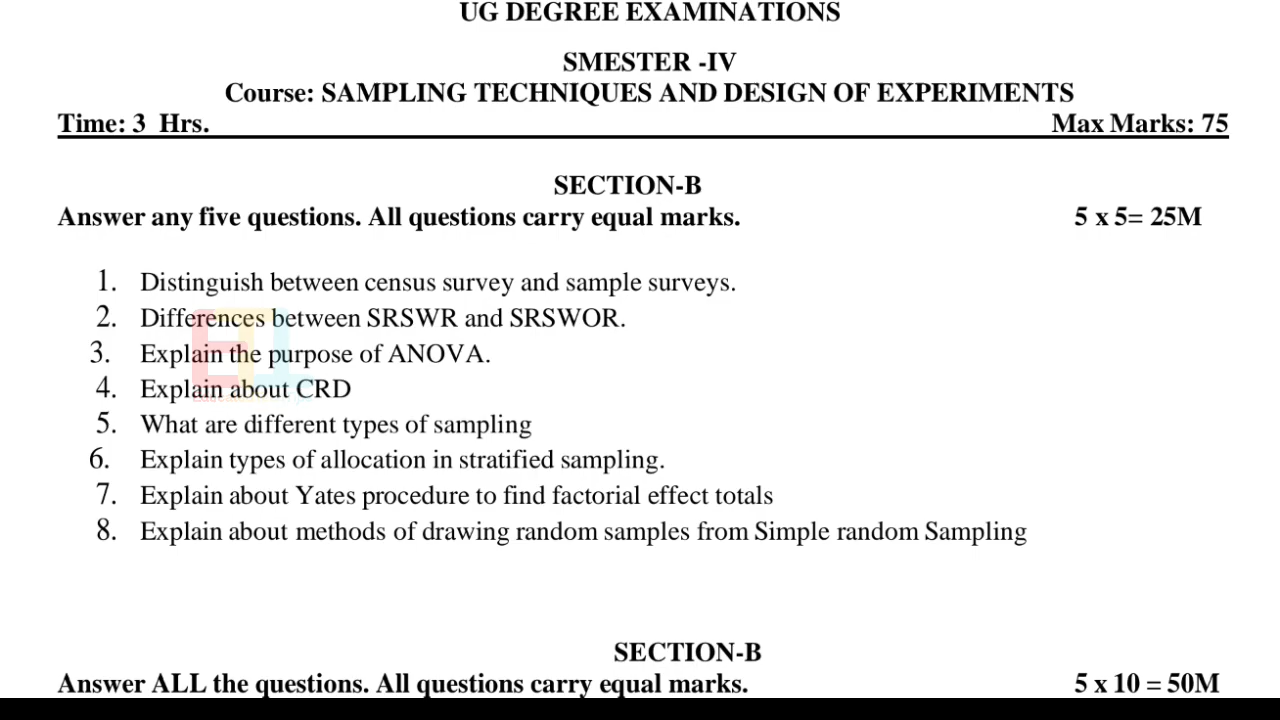 UG DEGREE EXAMINATIONS
SMESTER -IV
Course: SAMPLING TECHNIQUES AND DESIGN OF EXPERIMENTS
Time: 3 Hrs. Max Marks: 75
SECTION-B
Answer any five questions. All questions carry equal marks. 5 x 5= 25M
1. Distinguish between census survey and sample surveys.
2. Differences between SRSWR and SRSWOR.
3. Explain the purpose of ANOVA.
4. Explain about CRD
5. What are different types of sampling
6. Explain types of allocation in stratified sampling.
7. Explain about Yates procedure to find factorial effect totals
8. Explain about methods of drawing random samples from Simple random Sampling
SECTION-B
Answer ALL the questions. All questions carry equal marks. 5 x 10 = 50M